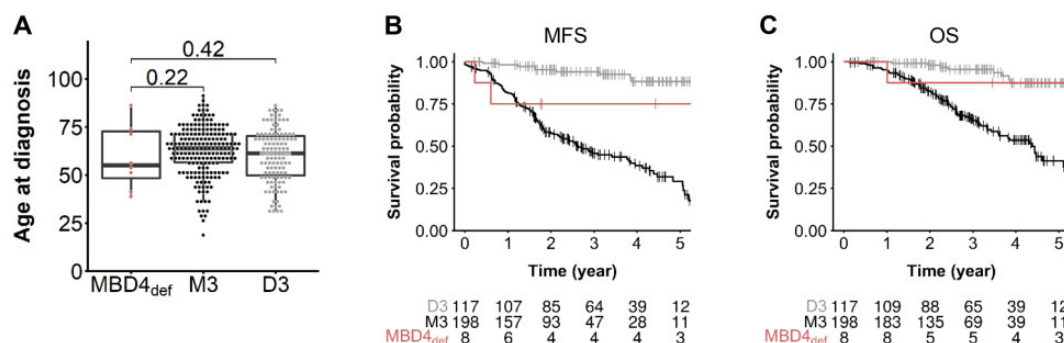 A
Age at diagnosis
100
75
50
25
0
0.42
0.22
MBD4def M3 D3
B
MFS
Survival probability
1.00
0.75
0.50
0.25
0.00
0 1 2 3 4 5
Time (year)
D3 117 107 85 64 39 12
M3 198 157 93 47 28 11
MBD4def 8 6 4 4 4 3
C
OS
Survival probability
1.00
0.75
0.50
0.25
0.00
0 1 2 3 4 5
Time (year)
D3 117 109 88 65 39 12
M3 198 183 135 69 39 11
MBD4def 8 8 5 5 4 3